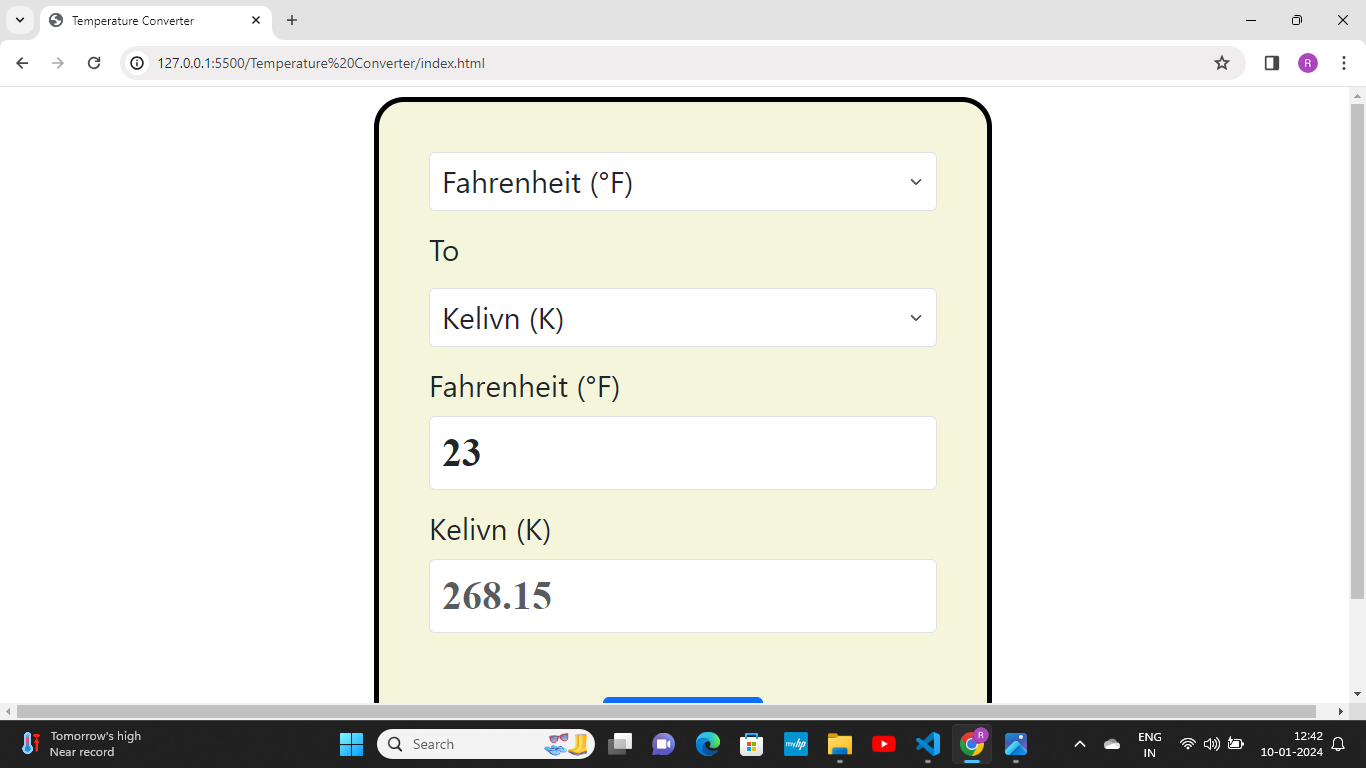 Temperature Converter
127.0.0.1:5500/Temperature%20Converter/index.html
R
Fahrenheit (°F)
To
Kelivn (K)
Fahrenheit (°F)
23
Kelivn (K)
268.15
Tomorrow's high
Near record
Search
myhp
R
ENG
IN
12:42
10-01-2024